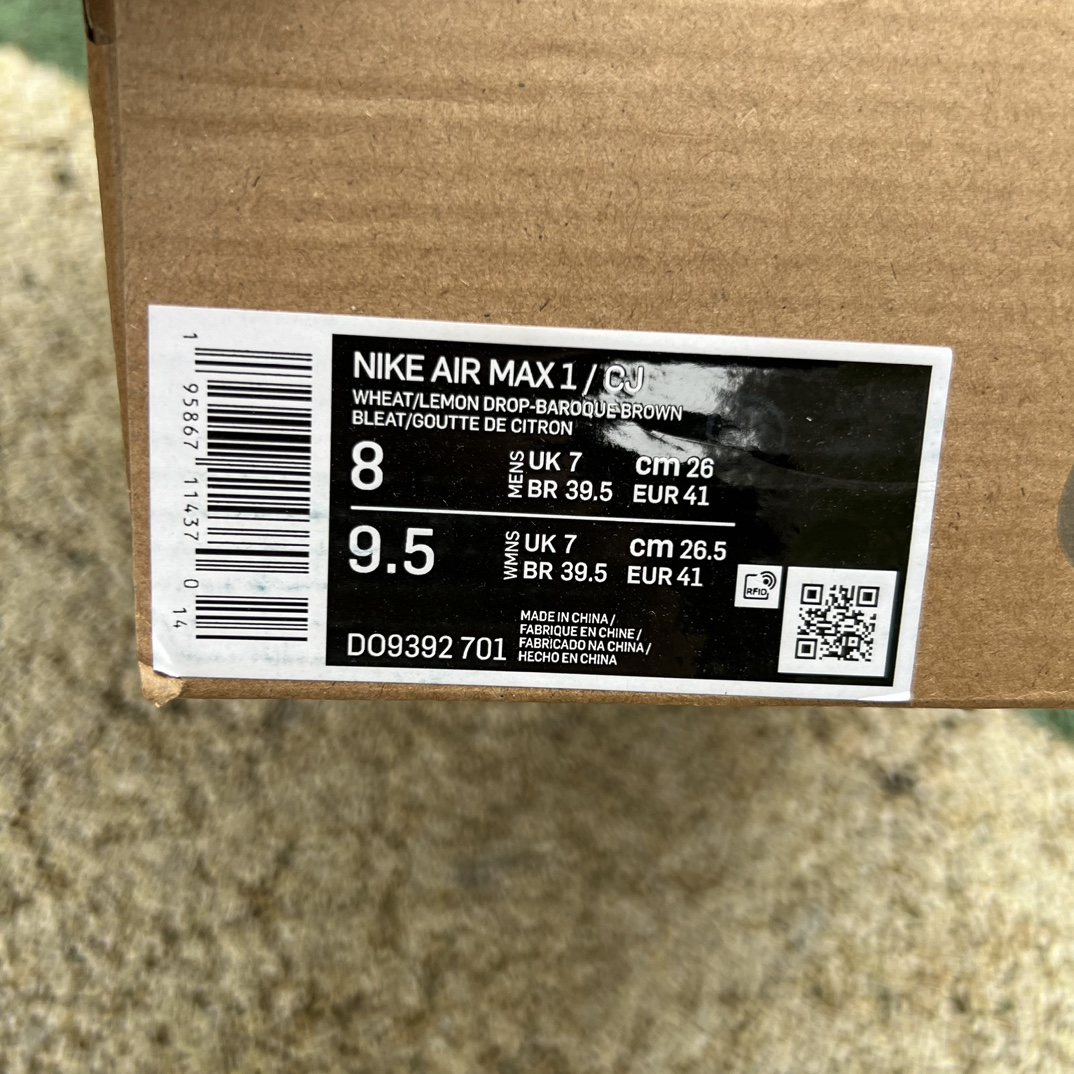 1
95867 11437
0
14
NIKE AIR MAX 1 / CJ
WHEAT/LEMON DROP-BAROQUE BROWN
BLEAT/GOUTTE DE CITRON
8
MENS
UK 7 cm 26
BR 39.5 EUR 41
9.5
WMNS
UK 7 cm 26.5
BR 39.5 EUR 41
RFID
DO9392 701
MADE IN CHINA /
FABRIQUE EN CHINE /
FABRICADO NA CHINA /
HECHO EN CHINA